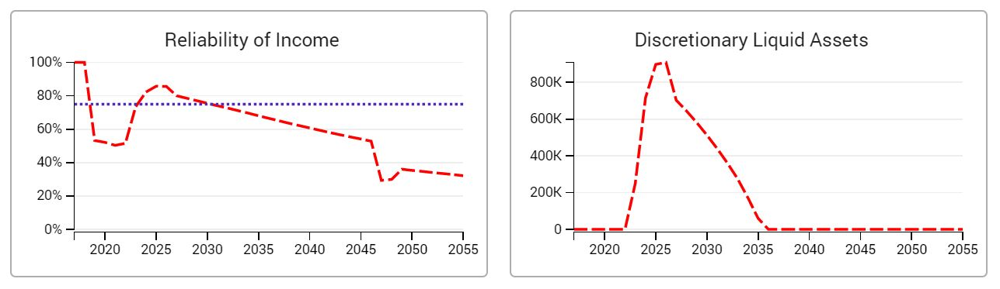 Reliability of Income
100%
80%
60%
40%
20%
0%
2020 2025 2030 2035 2040 2045 2050 2055
Discretionary Liquid Assets
800K
600K
400K
200K
0
2020 2025 2030 2035 2040 2045 2050 2055